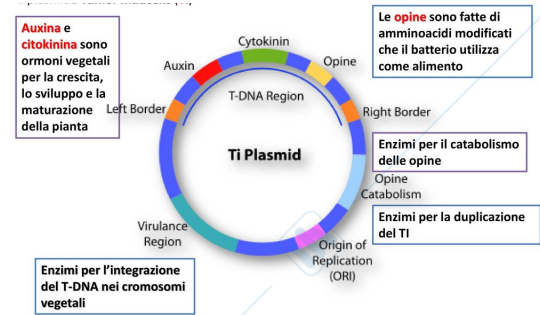 Auxina e
citokinina sono
ormoni vegetali
per la crescita,
lo sviluppo e la
maturazione
della pianta
Le opine sono fatte di
amminoacidi modificati
che il batterio utilizza
come alimento
Cytokinin
Auxin
Opine
T-DNA Region
Left Border
Right Border
Ti Plasmid
Enzimi per il catabolismo
delle opine
Opine
Catabolism
Enzimi per la duplicazione
del TI
Virulance
Region
Origin of
Replication
(ORI)
Enzimi per l'integrazione
del T-DNA nei cromosomi
vegetali